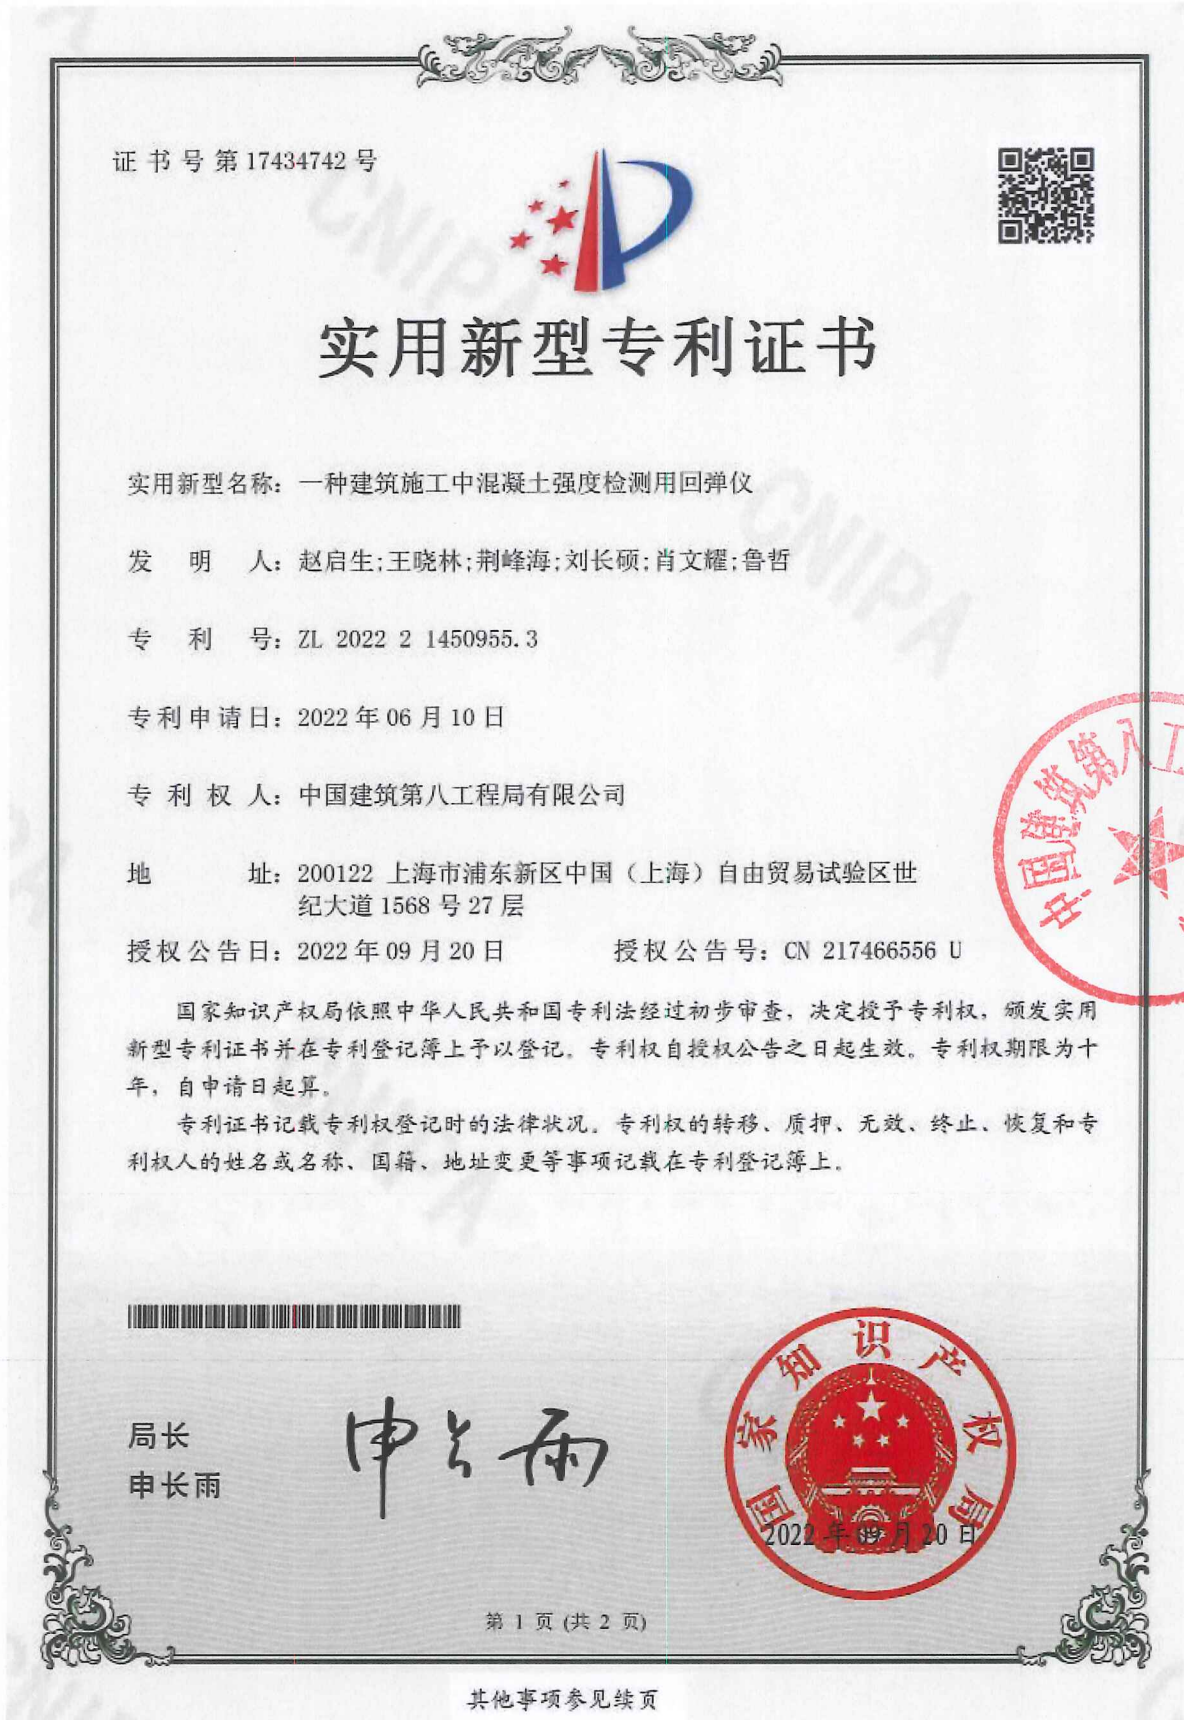 证书号第17434742号
实用新型专利证书
实用新型名称：一种建筑施工中混凝土强度检测用回弹仪
发明人：赵启生;王晓林;荆峰海;刘长硕;肖文耀;鲁哲
专利号：ZL 2022 2 1450955.3
专利申请日：2022年06月10日
专利权人：中国建筑第八工程局有限公司
地址：200122 上海市浦东新区中国（上海）自由贸易试验区世
纪大道1568号27层
授权公告日：2022年09月20日 授权公告号：CN 217466556 U
国家知识产权局依照中华人民共和国专利法经过初步审查，决定授予专利权，颁发实用
新型专利证书并在专利登记簿上予以登记。专利权自授权公告之日起生效。专利权期限为十
年，自申请日起算。
专利证书记载专利权登记时的法律状况。专利权的转移、质押、无效、终止、恢复和专
利权人的姓名或名称、国籍、地址变更等事项记载在专利登记簿上。
中国建筑第八工
局长
申长雨
申长雨
国家知识产权局
2022年09月20日
第 1 页 (共 2 页)
其他事项参见续页
CNIPA
CNIPA